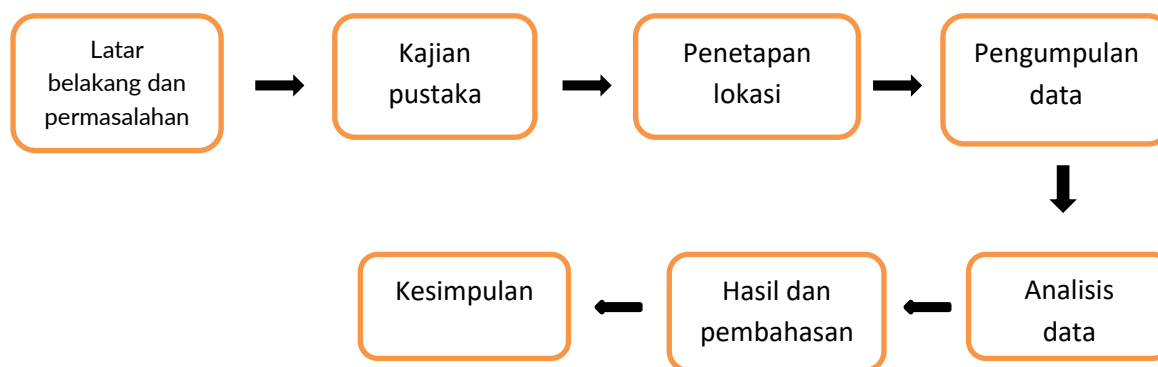 Latar
belakang dan
permasalahan
Kajian
pustaka
Penetapan
lokasi
Pengumpulan
data
Analisis
data
Hasil dan
pembahasan
Kesimpulan